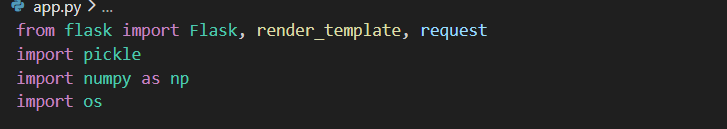 app.py > ...
from flask import Flask, render_template, request
import pickle
import numpy as np
import os